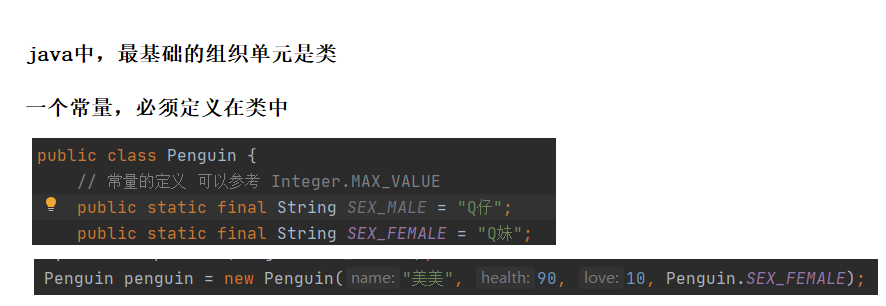 java中，最基础的组织单元是类
一个常量，必须定义在类中
public class Penguin {
// 常量的定义 可以参考 Integer.MAX_VALUE
public static final String SEX_MALE = "Q仔";
public static final String SEX_FEMALE = "Q妹";
Penguin penguin = new Penguin( name: "美美", health: 90, love: 10, Penguin.SEX_FEMALE);